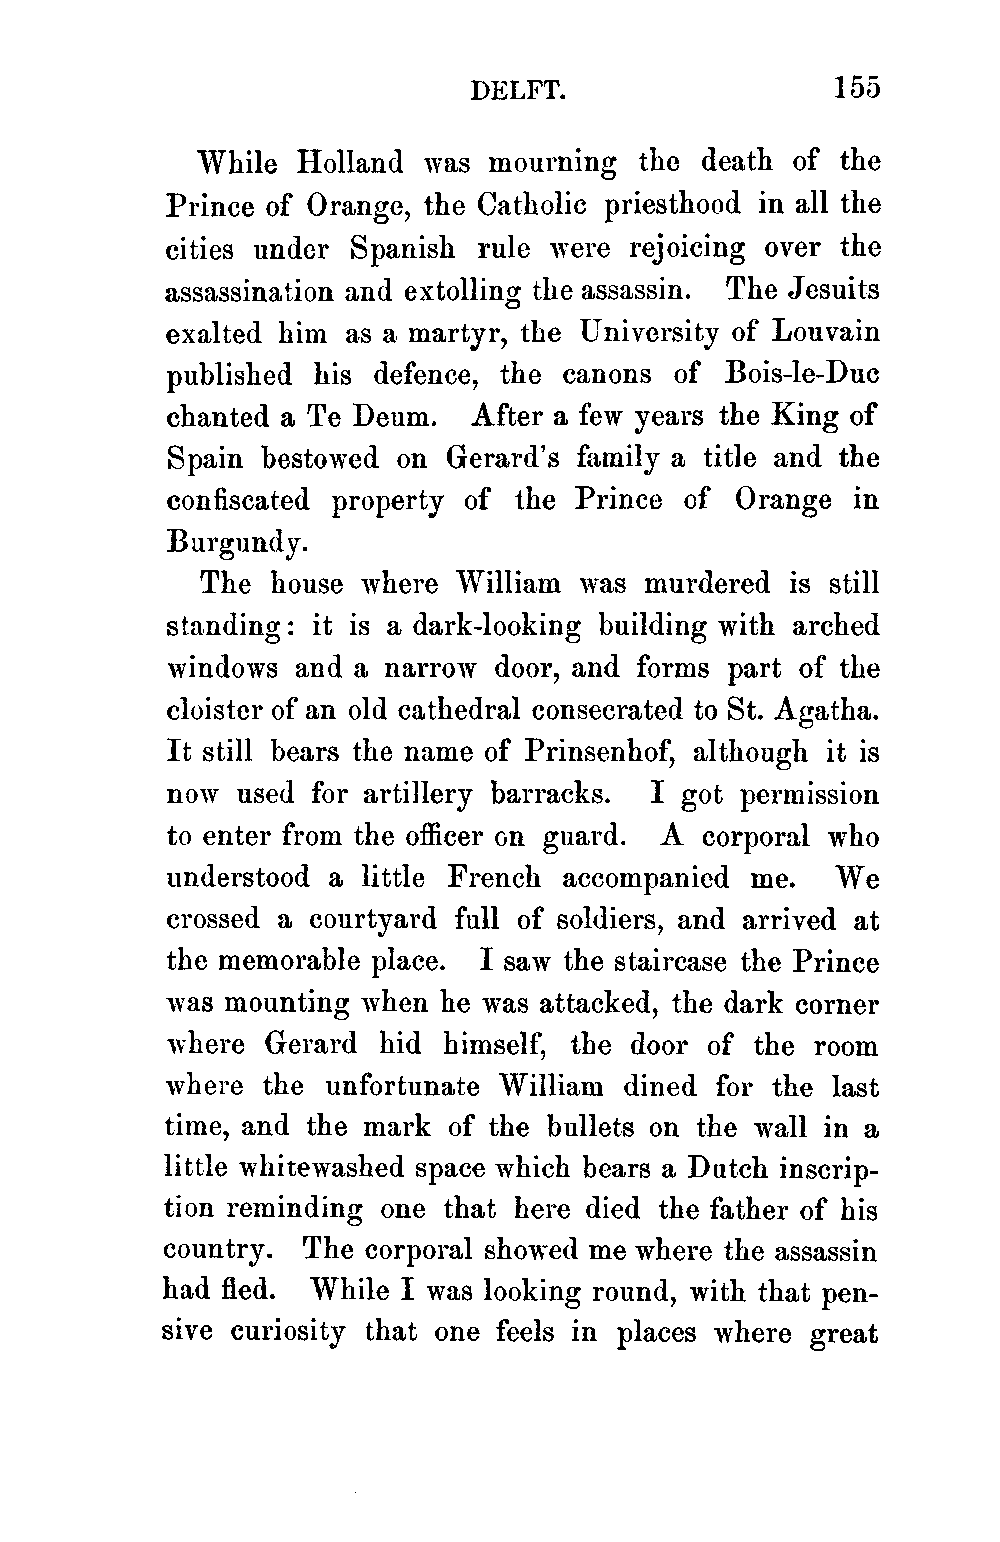 DELFT. 155
While Holland was mourning the death of the
Prince of Orange, the Catholic priesthood in all the
cities under Spanish rule were rejoicing over the
assassination and extolling the assassin. The Jesuits
exalted him as a martyr, the University of Louvain
published his defence, the canons of Bois-le-Duc
chanted a Te Deum. After a few years the King of
Spain bestowed on Gerard's family a title and the
confiscated property of the Prince of Orange in
Burgundy.
The house where William was murdered is still
standing: it is a dark-looking building with arched
windows and a narrow door, and forms part of the
cloister of an old cathedral consecrated to St. Agatha.
It still bears the name of Prinsenhof, although it is
now used for artillery barracks. I got permission
to enter from the officer on guard. A corporal who
understood a little French accompanied me. We
crossed a courtyard full of soldiers, and arrived at
the memorable place. I saw the staircase the Prince
was mounting when he was attacked, the dark corner
where Gerard hid himself, the door of the room
where the unfortunate William dined for the last
time, and the mark of the bullets on the wall in a
little whitewashed space which bears a Dutch inscrip-
tion reminding one that here died the father of his
country. The corporal showed me where the assassin
had fled. While I was looking round, with that pen-
sive curiosity that one feels in places where great